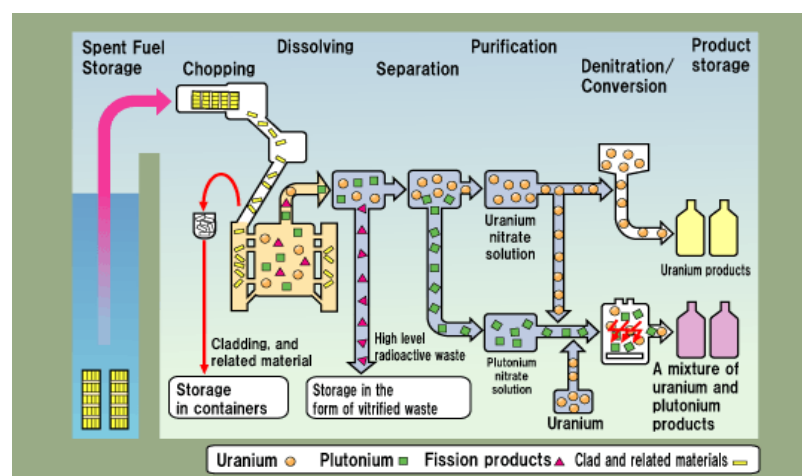 Spent Fuel
Storage
Chopping
Dissolving
Separation
Purification
Denitration/
Conversion
Product
storage
Uranium
nitrate
solution
Uranium products
Cladding, and
related material
High level
radioactive waste
Plutonium
nitrate
solution
Storage
in containers
Storage in the
form of vitrified waste
Uranium
A mixture of
uranium and
plutonium
products
Uranium Plutonium Fission products Clad and related materials